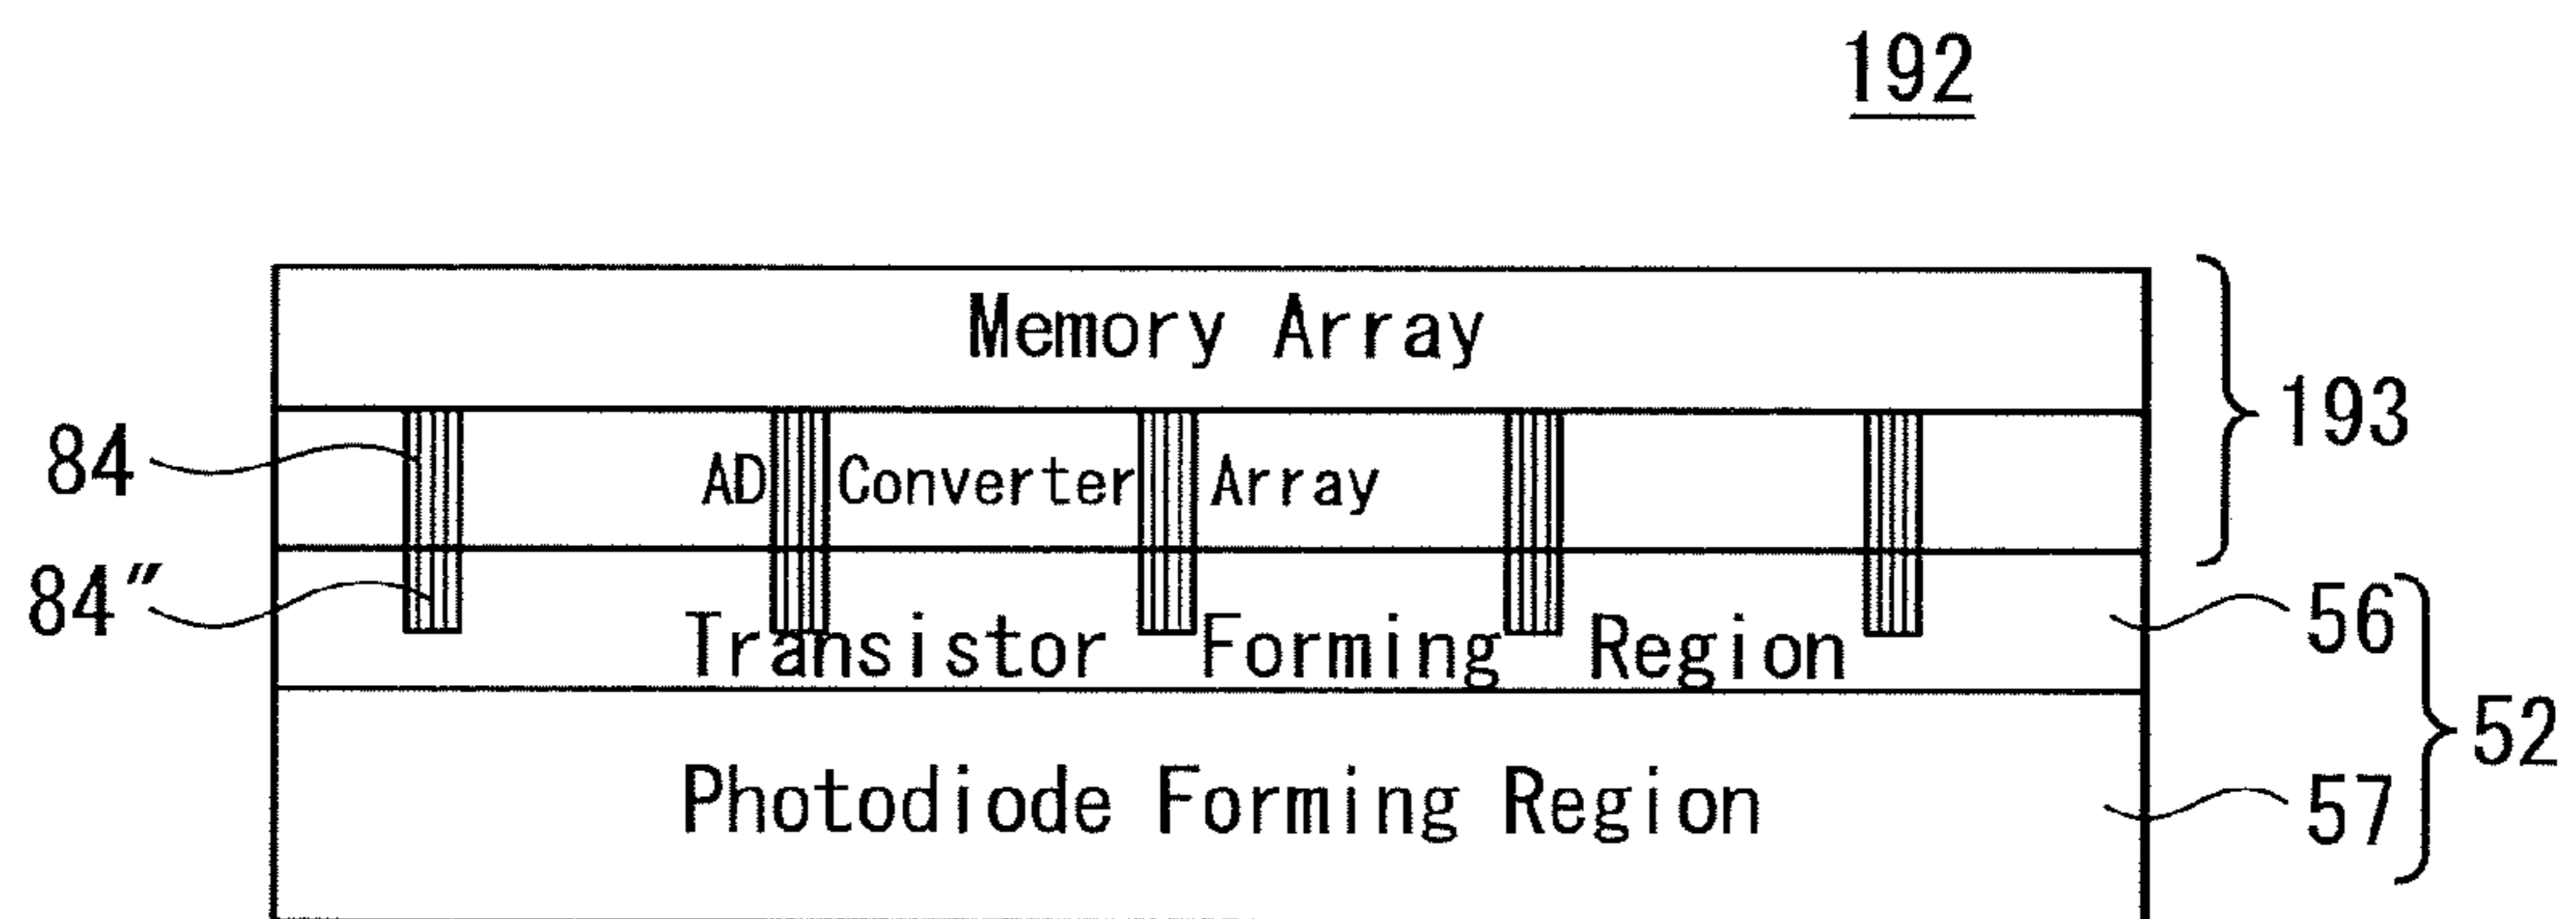 192
Memory Array
193
84
AD Converter Array
84″
56
Transistor Forming Region
52
Photodiode Forming Region
57